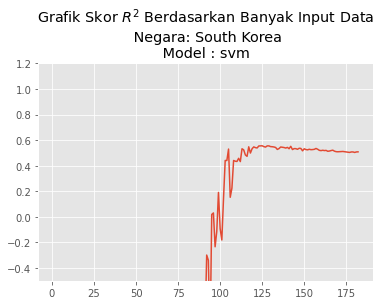 Grafik Skor R² Berdasarkan Banyak Input Data
Negara: South Korea
Model : svm
1.2
1.0
0.8
0.6
0.4
0.2
0.0
−0.2
−0.4
0 25 50 75 100 125 150 175